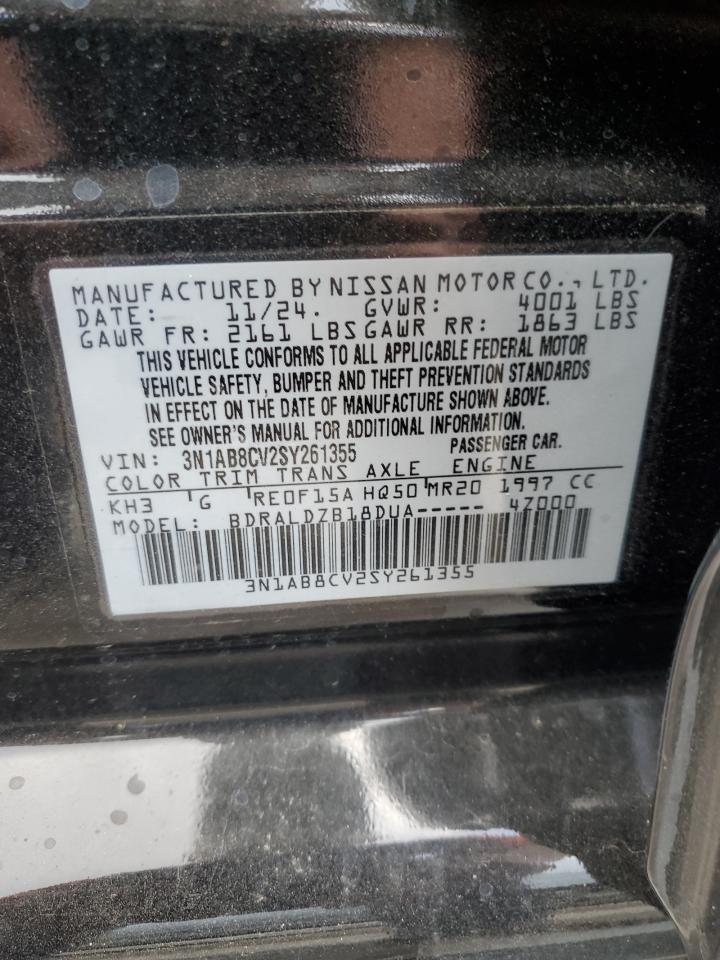 MANUFACTURED BY NISSAN MOTOR CO., LTD.
DATE: 11/24. GVWR: 4001 LBS
GAWR FR: 2161 LBS GAWR RR: 1863 LBS
THIS VEHICLE CONFORMS TO ALL APPLICABLE FEDERAL MOTOR
VEHICLE SAFETY, BUMPER AND THEFT PREVENTION STANDARDS
IN EFFECT ON THE DATE OF MANUFACTURE SHOWN ABOVE.
SEE OWNER'S MANUAL FOR ADDITIONAL INFORMATION.
VIN: 3N1AB8CV2SY261355 PASSENGER CAR.
COLOR TRIM TRANS AXLE ENGINE
KH3 G RE0F15A HQ50 MR20 1997 CC
MODEL: BDRALDZB18DUA----- 4Z000
3N1AB8CV2SY261355